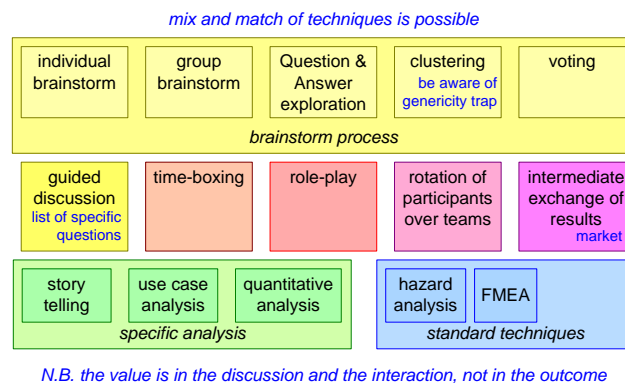 mix and match of techniques is possible
individual
brainstorm
group
brainstorm
Question &
Answer
exploration
clustering
be aware of
genericity trap
voting
brainstorm process
guided
discussion
list of specific
questions
time-boxing
role-play
rotation of
participants
over teams
intermediate
exchange of
results
market
story
telling
use case
analysis
quantitative
analysis
specific analysis
hazard
analysis
FMEA
standard techniques
N.B. the value is in the discussion and the interaction, not in the outcome